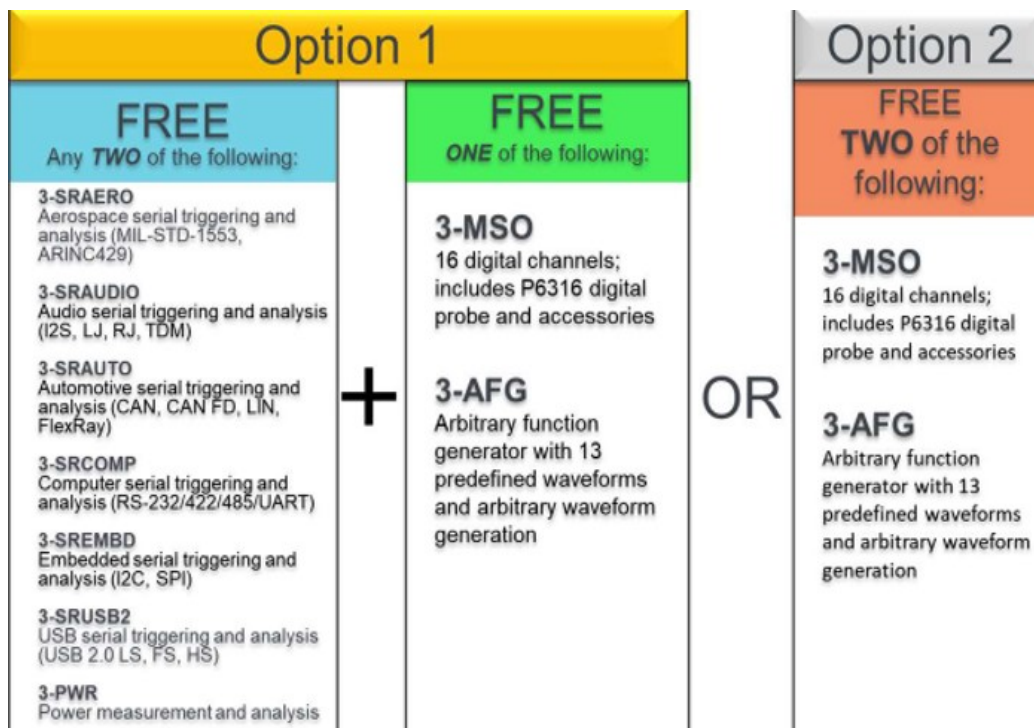 Option 1
FREE
Any TWO of the following:
3-SRAERO
Aerospace serial triggering and
analysis (MIL-STD-1553,
ARINC429)
3-SRAUDIO
Audio serial triggering and analysis
(I2S, LJ, RJ, TDM)
3-SRAUTO
Automotive serial triggering and
analysis (CAN, CAN FD, LIN,
FlexRay)
3-SRCOMP
Computer serial triggering and
analysis (RS-232/422/485/UART)
3-SREMBD
Embedded serial triggering and
analysis (I2C, SPI)
3-SRUSB2
USB serial triggering and analysis
(USB 2.0 LS, FS, HS)
3-PWR
Power measurement and analysis
+
FREE
ONE of the following:
3-MSO
16 digital channels;
includes P6316 digital
probe and accessories
3-AFG
Arbitrary function
generator with 13
predefined waveforms
and arbitrary waveform
generation
OR
Option 2
FREE
TWO of the
following:
3-MSO
16 digital channels;
includes P6316 digital
probe and accessories
3-AFG
Arbitrary function
generator with 13
predefined waveforms
and arbitrary waveform
generation